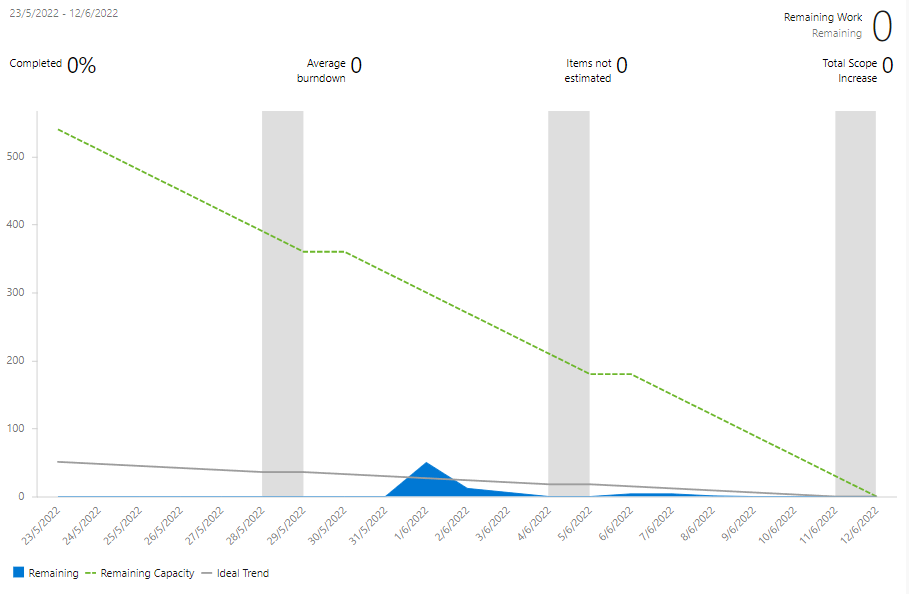 23/5/2022 - 12/6/2022
Remaining Work
Remaining
0
Completed 0%
Average
burndown
0
Items not
estimated
0
Total Scope
Increase
0
500
400
300
200
100
0
23/5/2022
24/5/2022
25/5/2022
26/5/2022
27/5/2022
28/5/2022
29/5/2022
30/5/2022
31/5/2022
1/6/2022
2/6/2022
3/6/2022
4/6/2022
5/6/2022
6/6/2022
7/6/2022
8/6/2022
9/6/2022
10/6/2022
11/6/2022
12/6/2022
Remaining
Remaining Capacity
Ideal Trend